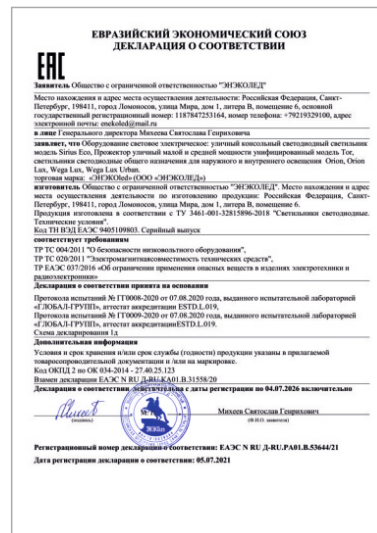 ЕВРАЗИЙСКИЙ ЭКОНОМИЧЕСКИЙ СОЮЗ
ДЕКЛАРАЦИЯ О СООТВЕТСТВИИ
ЕАС
Заявитель Общество с ограниченной ответственностью "ЭНЭКОЛЕД"
Место нахождения и адрес места осуществления деятельности: Российская Федерация, Санкт-
Петербург, 198411, город Ломоносов, улица Мира, дом 1, литера В, помещение 6, основной
государственный регистрационный номер: 1187847253164, номер телефона: +79219329100, адрес
электронной почты: enekoled@mail.ru
в лице Генерального директора Михеева Святослава Генриховича
заявляет, что Оборудование световое электрическое: уличный консольный светодиодный светильник
модель Sirius Eco, Прожектор уличный малой и средней мощности унифицированный модель Tor,
светильники светодиодные общего назначения для наружного и внутреннего освещения Orion, Orion
Lux, Wega Lux, Wega Lux Urban.
торговая марка: «ЭНЭКОled» (ООО «ЭНЭКОЛЕД»)
изготовитель Общество с ограниченной ответственностью "ЭНЭКОЛЕД". Место нахождения и адрес
места осуществления деятельности по изготовлению продукции: Российская Федерация, Санкт-
Петербург, 198411, город Ломоносов, улица Мира, дом 1, литера В, помещение 6.
Продукция изготовлена в соответствии с ТУ 3461-001-32815896-2018 "Светильники светодиодные.
Технические условия".
Код ТН ВЭД ЕАЭС 9405109803. Серийный выпуск
соответствует требованиям
ТР ТС 004/2011 "О безопасности низковольтного оборудования",
ТР ТС 020/2011 "Электромагнитнаясовместимость технических средств",
ТР ЕАЭС 037/2016 «Об ограничении применения опасных веществ в изделиях электротехники и
радиоэлектроники»
Декларация о соответствии принята на основании
Протокола испытаний № ГГ0008-2020 от 07.08.2020 года, выданного испытательной лабораторией
«ГЛОБАЛ-ГРУПП», аттестат аккредитации ESTD.L.019.
Протокола испытаний № ГГ0009-2020 от 07.08.2020 года, выданного испытательной лабораторией
«ГЛОБАЛ-ГРУПП», аттестат аккредитацииESTD.L.019.
Схема декларирования 1д
Дополнительная информация
Условия и срок хранения и/или срок службы (годности) продукции указаны в прилагаемой
товаросопроводительной документации и /или на маркировке.
Код ОКПД 2 по ОК 034-2014 - 27.40.25.123
Взамен декларации ЕАЭС N RU Д-RU.КА01.В.31558/20
Декларация о соответствии действительна с даты регистрации по 04.07.2026 включительно
Михеев Святослав Генрихович
(подпись)
(Ф.И.О. заявителя)
Регистрационный номер декларации о соответствии: ЕАЭС N RU Д-RU.РА01.В.53644/21
Дата регистрации декларации о соответствии: 05.07.2021